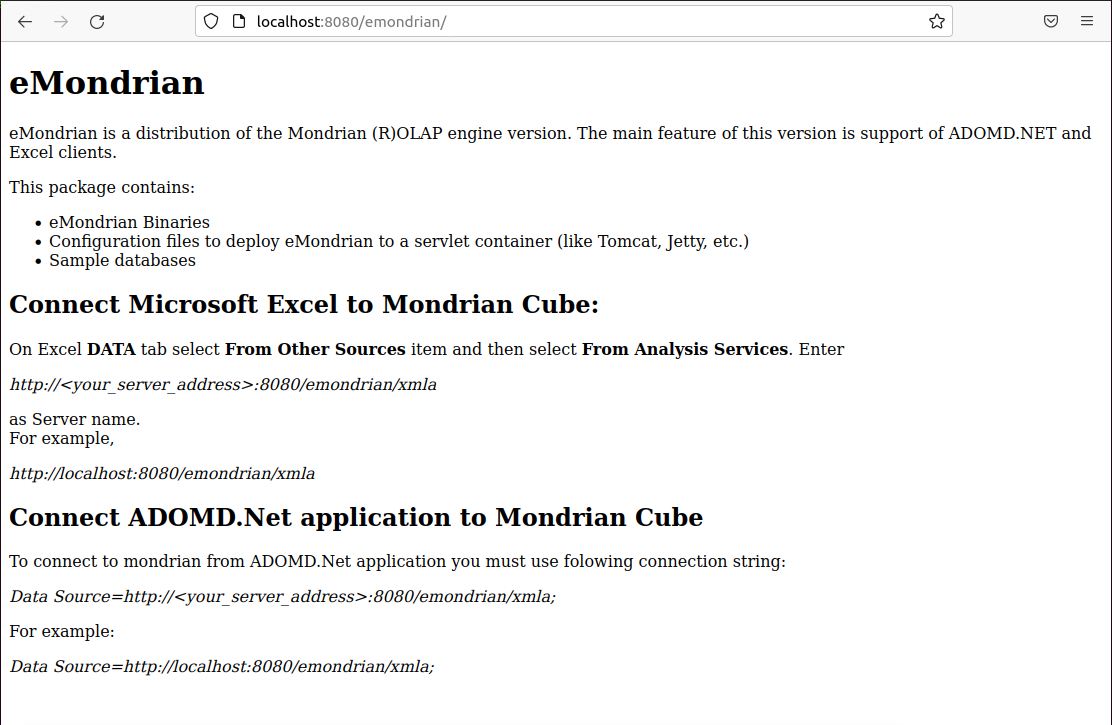 localhost:8080/emondrian/
eMondrian
eMondrian is a distribution of the Mondrian (R)OLAP engine version. The main feature of this version is support of ADOMD.NET and
Excel clients.
This package contains:
• eMondrian Binaries
• Configuration files to deploy eMondrian to a servlet container (like Tomcat, Jetty, etc.)
• Sample databases
Connect Microsoft Excel to Mondrian Cube:
On Excel DATA tab select From Other Sources item and then select From Analysis Services. Enter
http://<your_server_address>:8080/emondrian/xmla
as Server name.
For example,
http://localhost:8080/emondrian/xmla
Connect ADOMD.Net application to Mondrian Cube
To connect to mondrian from ADOMD.Net application you must use folowing connection string:
Data Source=http://<your_server_address>:8080/emondrian/xmla;
For example:
Data Source=http://localhost:8080/emondrian/xmla;